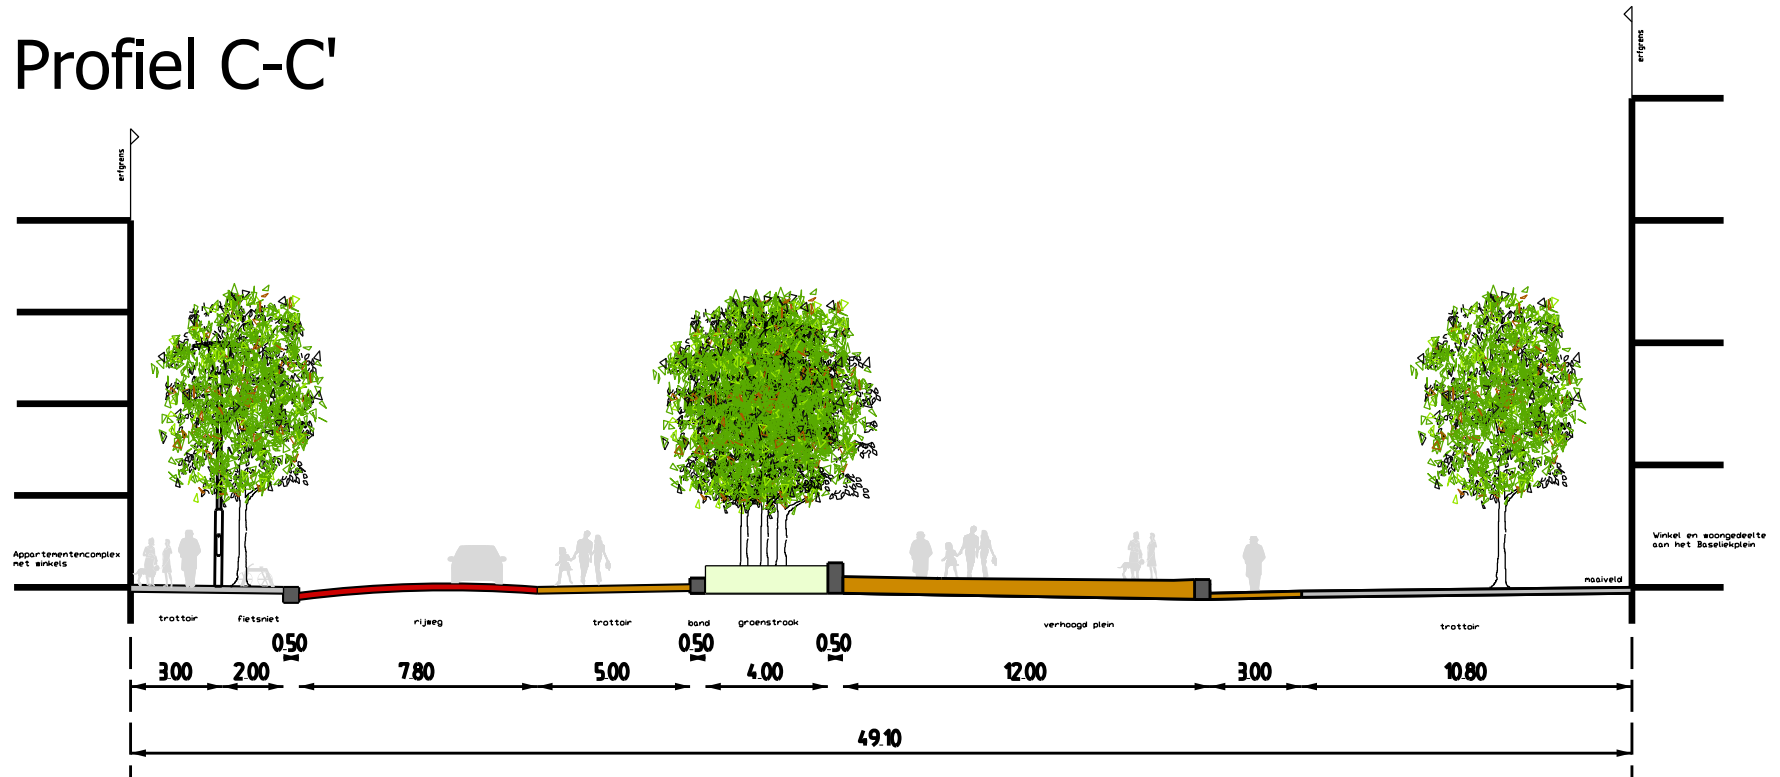 Profiel C-C'
erfgrens
erfgrens
Appartementencomplex
met winkels
Winkel en woongedeelte
aan het Baseliekplein
maaiveld
trottoir
fietsniet
rijweg
trottoir
band
groenstrook
verhoogd plein
trottoir
0.50
0.50
0.50
3.00
2.00
7.80
5.00
4.00
12.00
3.00
10.80
49.10